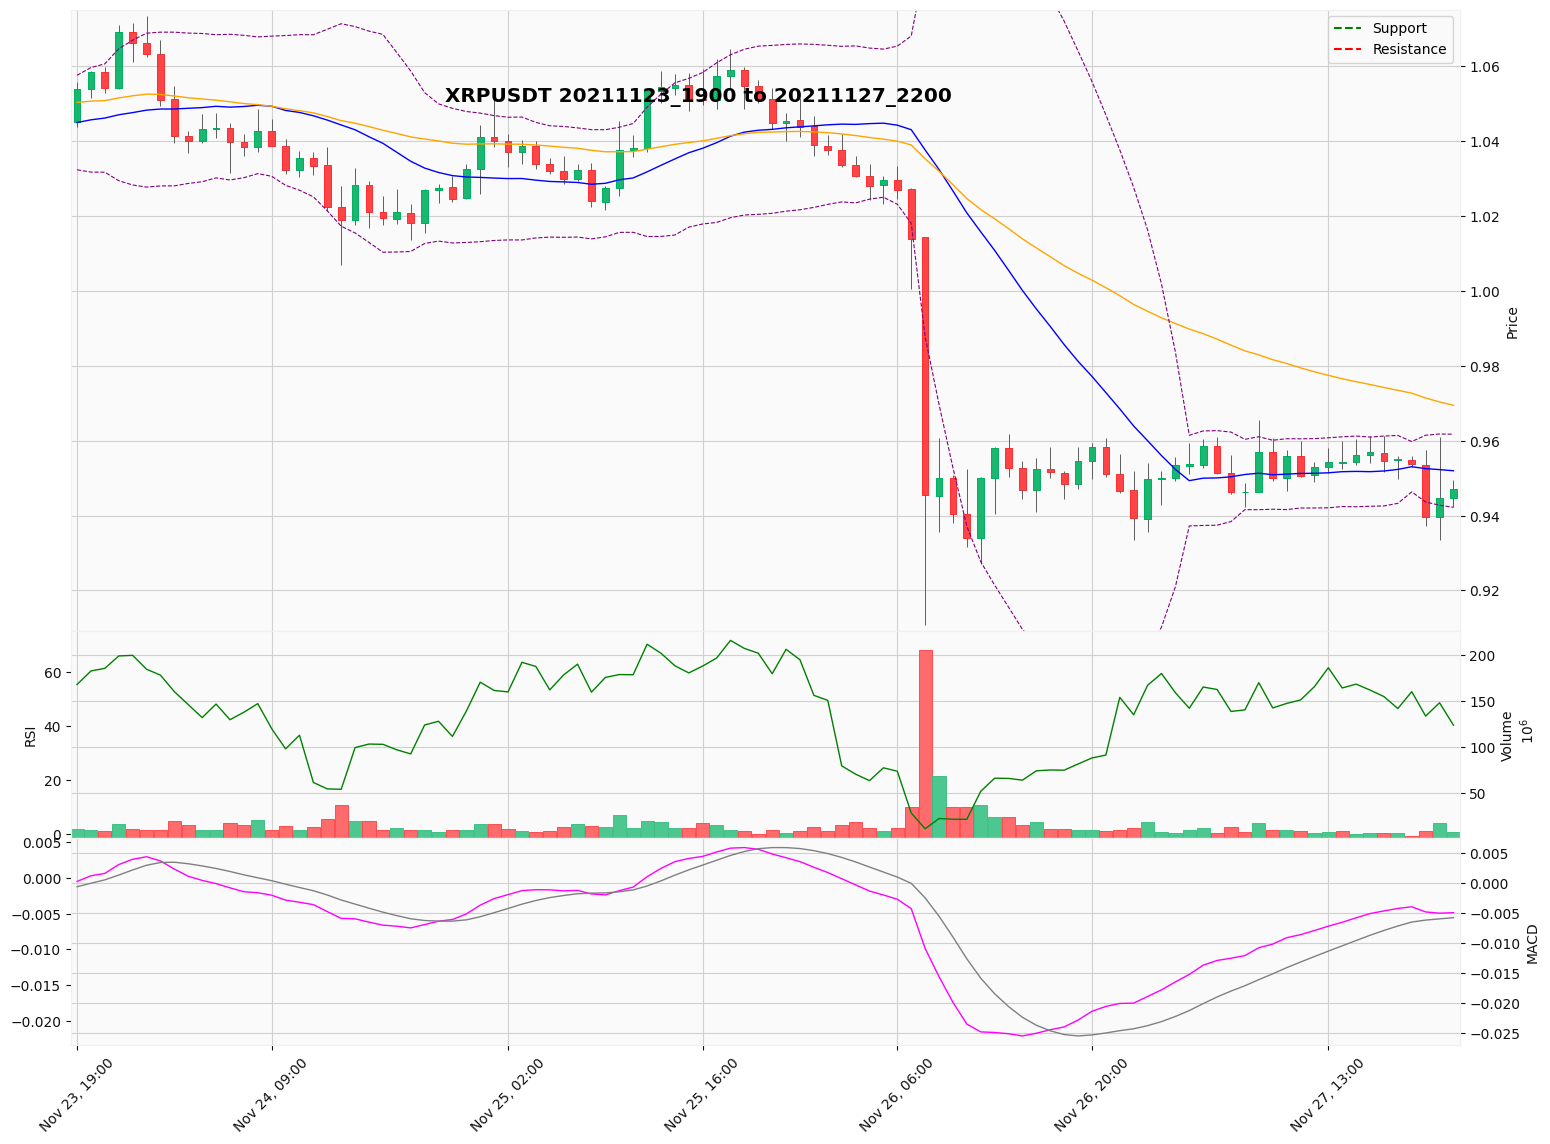 XRPUSDT 20211123_1900 to 20211127_2200
Support
Resistance
1.06
1.04
1.02
1.00
0.98
0.96
0.94
0.92
Price
60
40
20
0
RSI
200
150
100
50
Volume
10^6
0.005
0.000
−0.005
−0.010
−0.015
−0.020
0.005
0.000
−0.005
−0.010
−0.015
−0.020
−0.025
MACD
Nov 23, 19:00
Nov 24, 09:00
Nov 25, 02:00
Nov 25, 16:00
Nov 26, 06:00
Nov 26, 20:00
Nov 27, 13:00